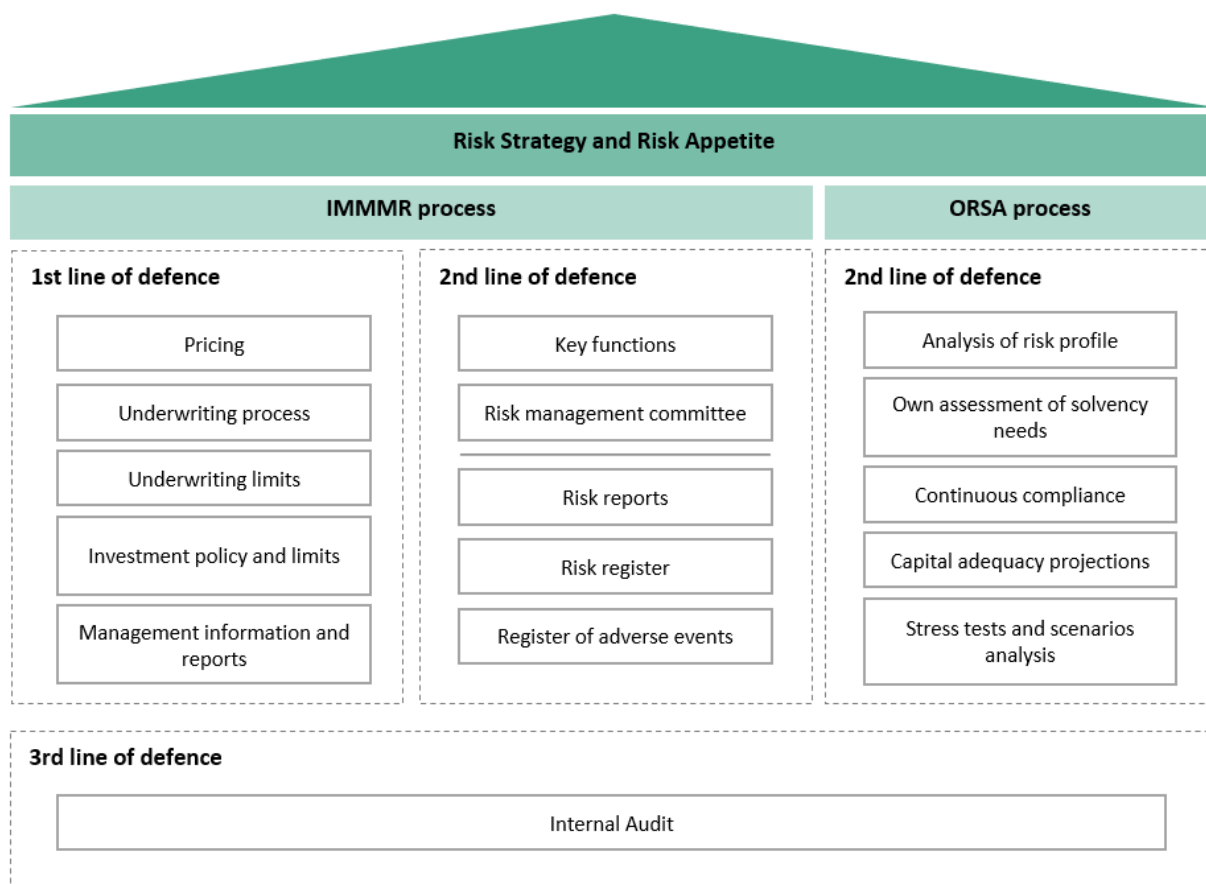 Risk Strategy and Risk Appetite
IMMMR process
ORSA process
1st line of defence
Pricing
Underwriting process
Underwriting limits
Investment policy and limits
Management information and
reports
2nd line of defence
Key functions
Risk management committee
Risk reports
Risk register
Register of adverse events
2nd line of defence
Analysis of risk profile
Own assessment of solvency
needs
Continuous compliance
Capital adequacy projections
Stress tests and scenarios
analysis
3rd line of defence
Internal Audit